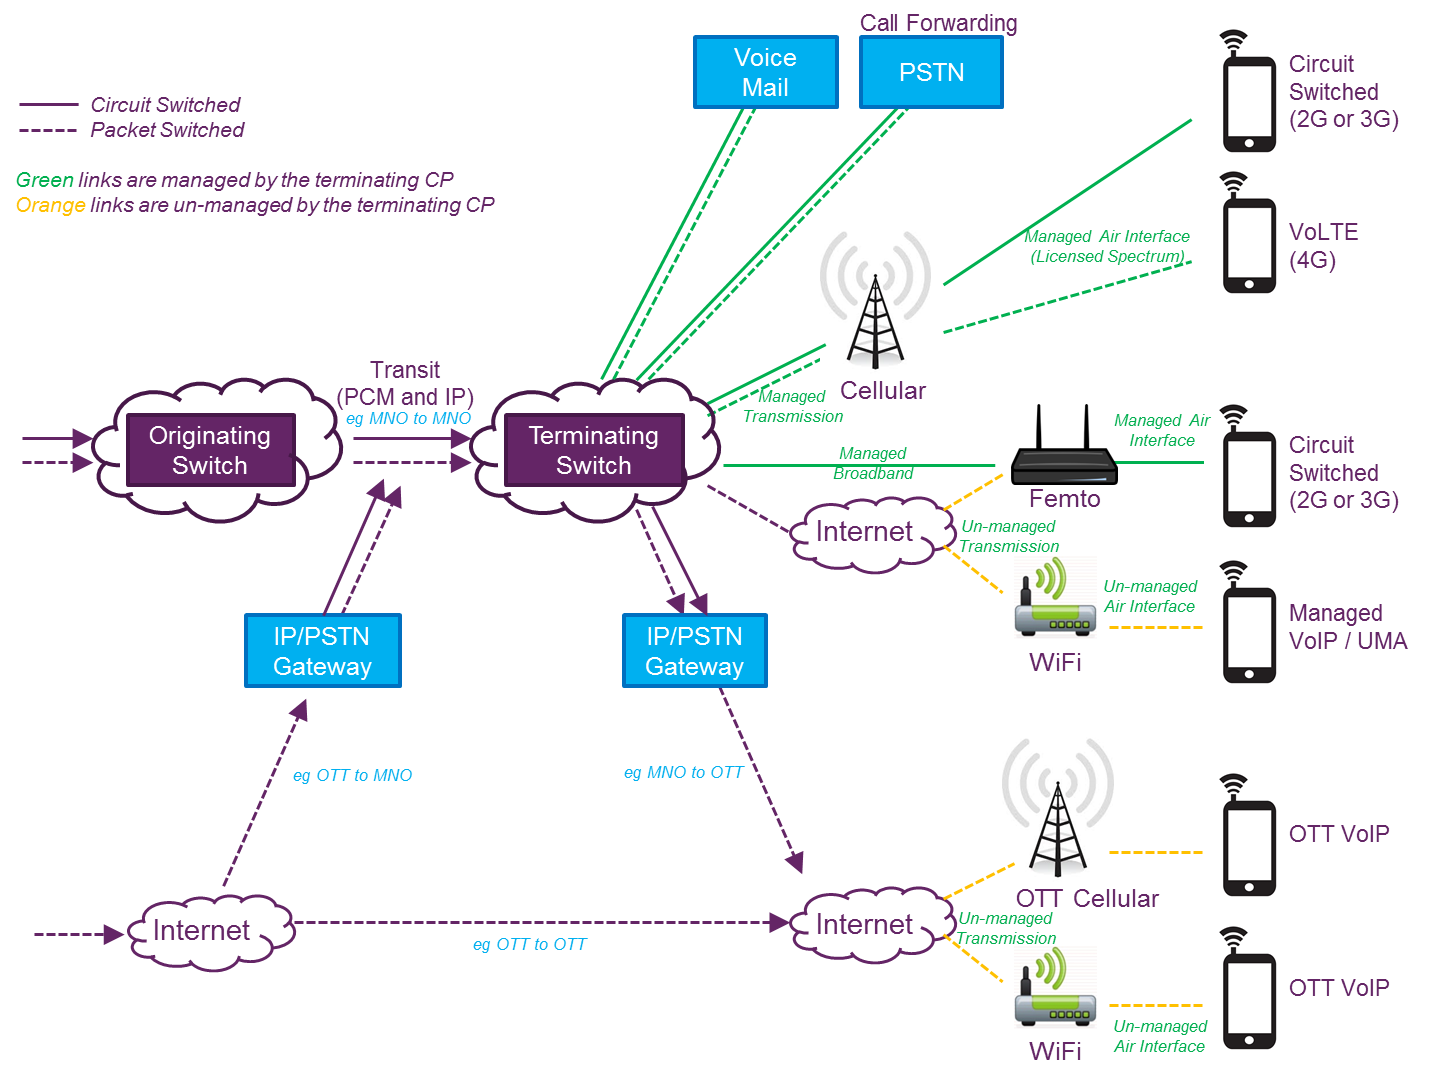 Call Forwarding
Voice
Mail
PSTN
Circuit
Switched
(2G or 3G)
Circuit Switched
Packet Switched
Green links are managed by the terminating CP
Orange links are un-managed by the terminating CP
VoLTE
(4G)
Managed Air Interface
(Licensed Spectrum)
Transit
(PCM and IP)
eg MNO to MNO
Cellular
Managed
Transmission
Originating
Switch
Terminating
Switch
Managed
Broadband
Managed Air
Interface
Femto
Circuit
Switched
(2G or 3G)
Internet
Un-managed
Transmission
Un-managed
Air Interface
WiFi
Managed
VoIP / UMA
IP/PSTN
Gateway
IP/PSTN
Gateway
eg OTT to MNO
eg MNO to OTT
OTT VoIP
OTT Cellular
Internet
eg OTT to OTT
Internet
Un-managed
Transmission
OTT VoIP
WiFi
Un-managed
Air Interface